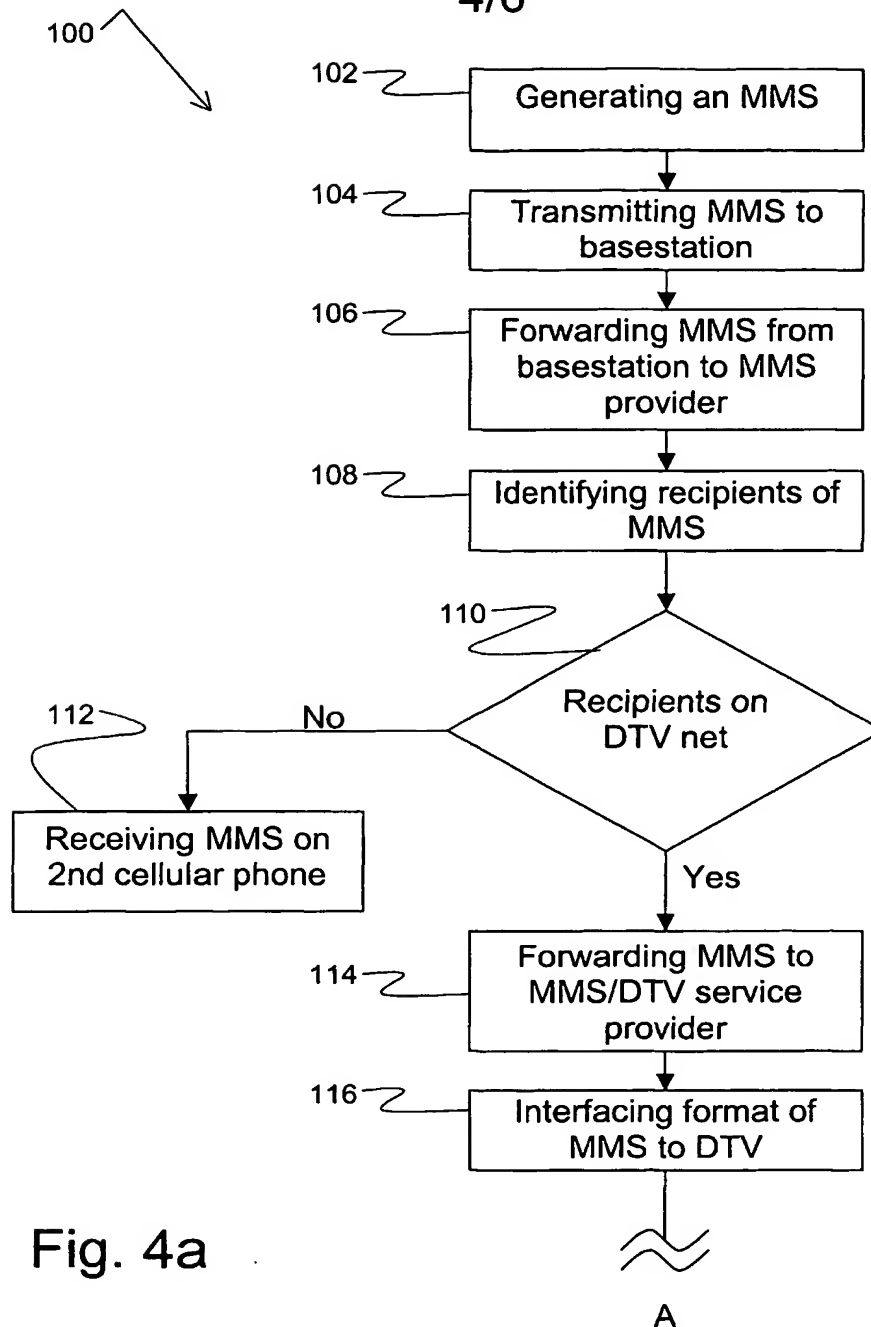 4/6
100
102
Generating an MMS
104
Transmitting MMS to
basestation
106
Forwarding MMS from
basestation to MMS
provider
108
Identifying recipients of
MMS
110
Recipients on
DTV net
112
No
Receiving MMS on
2nd cellular phone
Yes
114
Forwarding MMS to
MMS/DTV service
provider
116
Interfacing format of
MMS to DTV
Fig. 4a
A